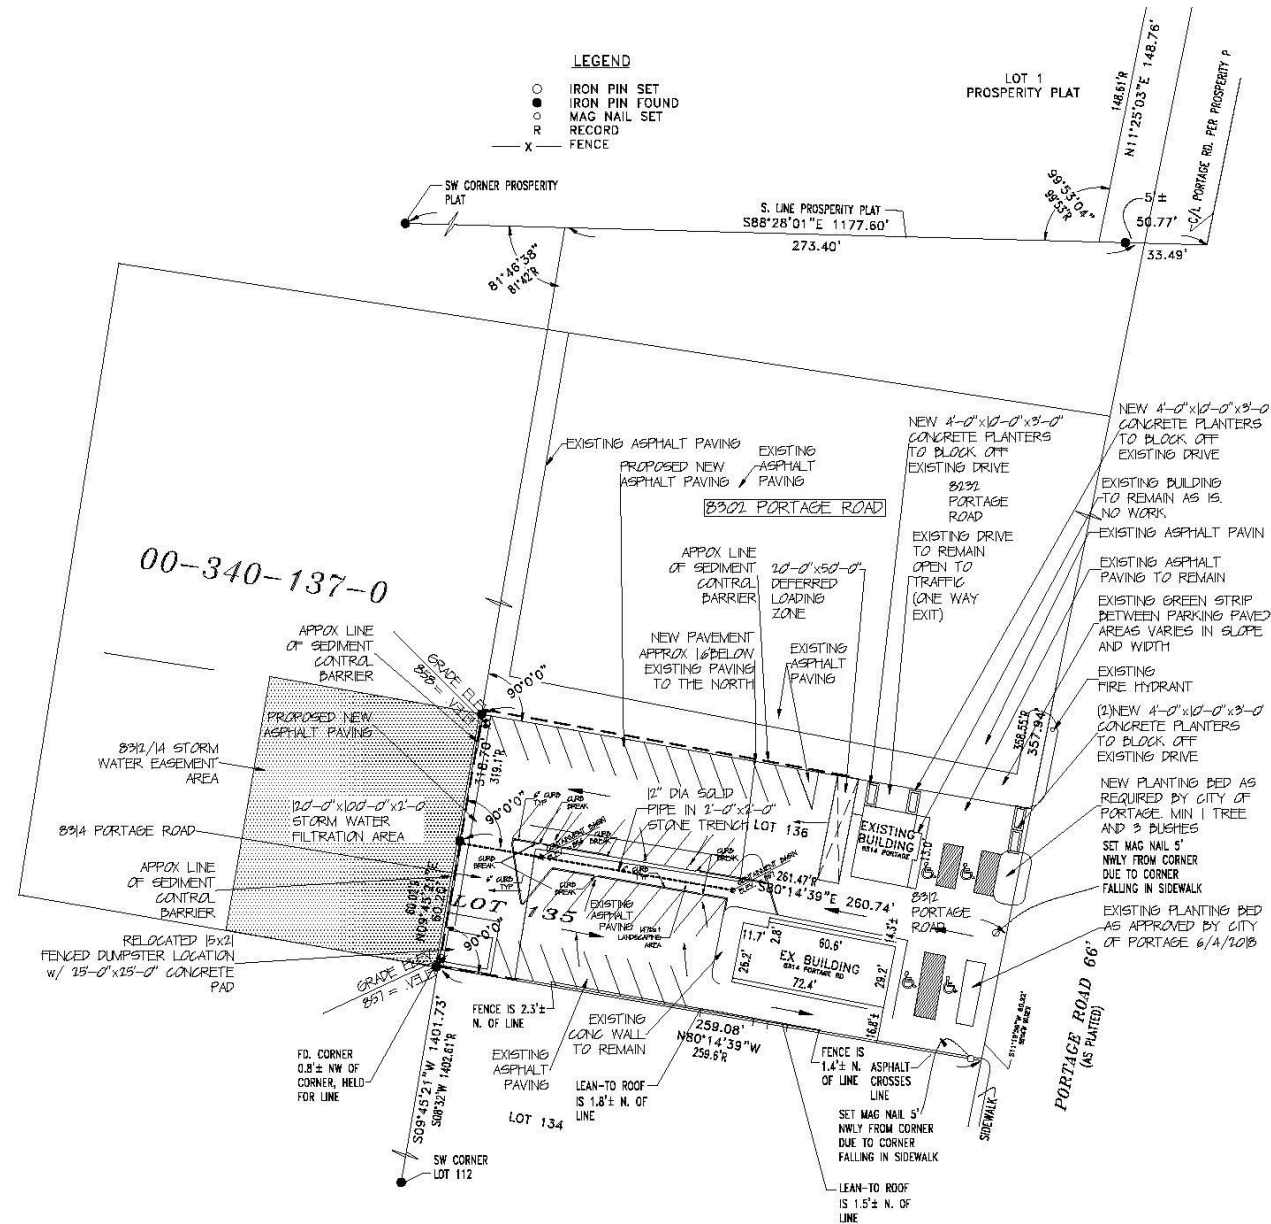 LEGEND
IRON PIN SET
IRON PIN FOUND
MAG NAIL SET
R RECORD
X FENCE
LOT 1
PROSPERITY PLAT
148.61'R
N11°25'03"E 148.76'
C/L PORTAGE RD. PER PROSPERITY P
SW CORNER PROSPERITY
PLAT
S. LINE PROSPERITY PLAT
S88°28'01"E 1177.60'
273.40'
99°53'04"
99°53'R
5'±
50.77'
33.49'
81°46'38"
81°42'R
EXISTING ASPHALT PAVING
PROPOSED NEW
ASPHALT PAVING
EXISTING
ASPHALT
PAVING
8302 PORTAGE ROAD
NEW 4'-0"x10'-0"x3'-0"
CONCRETE PLANTERS
TO BLOCK OFF
EXISTING DRIVE
8232
PORTAGE
ROAD
EXISTING DRIVE
TO REMAIN
OPEN TO
TRAFFIC
(ONE WAY
EXIT)
NEW 4'-0"x10'-0"x3'-0
CONCRETE PLANTERS
TO BLOCK OFF
EXISTING DRIVE
EXISTING BUILDING
TO REMAIN AS IS.
NO WORK
EXISTING ASPHALT PAVIN
EXISTING ASPHALT
PAVING TO REMAIN
EXISTING GREEN STRIP
BETWEEN PARKING PAVED
AREAS VARIES IN SLOPE
AND WIDTH
EXISTING
FIRE HYDRANT
(2)NEW 4'-0"x10'-0"x3'-0"
CONCRETE PLANTERS
TO BLOCK OFF
EXISTING DRIVE
NEW PLANTING BED AS
REQUIRED BY CITY OF
PORTAGE. MIN 1 TREE
AND 3 BUSHES
SET MAG NAIL 5'
NWLY FROM CORNER
DUE TO CORNER
FALLING IN SIDEWALK
EXISTING PLANTING BED
AS APPROVED BY CITY
OF PORTAGE 6/4/2018
00-340-137-0
APPOX LINE
OF SEDIMENT
CONTROL
BARRIER
20'-0"x50'-0"
DEFERRED
LOADING
ZONE
NEW PAVEMENT
APPROX 16"BELOW
EXISTING PAVING
TO THE NORTH
EXISTING
ASPHALT
PAVING
358.55'R
357.94'
APPOX LINE
OF SEDIMENT
CONTROL
BARRIER
90°0'0"
PROPOSED NEW
ASPHALT PAVING
8312/14 STORM
WATER EASEMENT
AREA
318.70'
319.1'R
120'-0"x100'-0"x2'-0
STORM WATER
FILTRATION AREA
8314 PORTAGE ROAD
90°0'0"
APPOX LINE
OF SEDIMENT
CONTROL
BARRIER
RELOCATED 15x21
FENCED DUMPSTER LOCATION
w/ 25'-0"x25'-0" CONCRETE
PAD
90°0'0"
12" DIA SOLID
PIPE IN 2'-0"x2'-0"
STONE TRENCH
LOT 136
6" CURB
TYP
CURB
BREAK
EXISTING
BUILDING
8314 PORTAGE
15.0'
261.47'R
S80°14'39"E 260.74'
LOT 135
EXISTING
ASPHALT
PAVING
LANDSCAPING
AREA
8312
PORTAGE
ROAD
14.3'±
11.7'
2.8'
60.6'
26.2'
EX BUILDING
8314 PORTAGE RD
72.4'
29.2'
16.8'±
FENCE IS 2.3'±
N. OF LINE
EXISTING
CONC WALL
TO REMAIN
259.08'
N80°14'39"W
259.6'R
FENCE IS
1.4'± N.
OF LINE
ASPHALT
CROSSES
LINE
FD. CORNER
0.8'± NW OF
CORNER, HELD
FOR LINE
EXISTING
ASPHALT
PAVING
LEAN-TO ROOF
IS 1.8'± N. OF
LINE
LOT 134
S09°45'21"W 1401.73'
S08°32'W 1402.61'R
SET MAG NAIL 5'
NWLY FROM CORNER
DUE TO CORNER
FALLING IN SIDEWALK
SIDEWALK
PORTAGE ROAD 66'
(AS PLATTED)
SW CORNER
LOT 112
LEAN-TO ROOF
IS 1.5'± N. OF
LINE